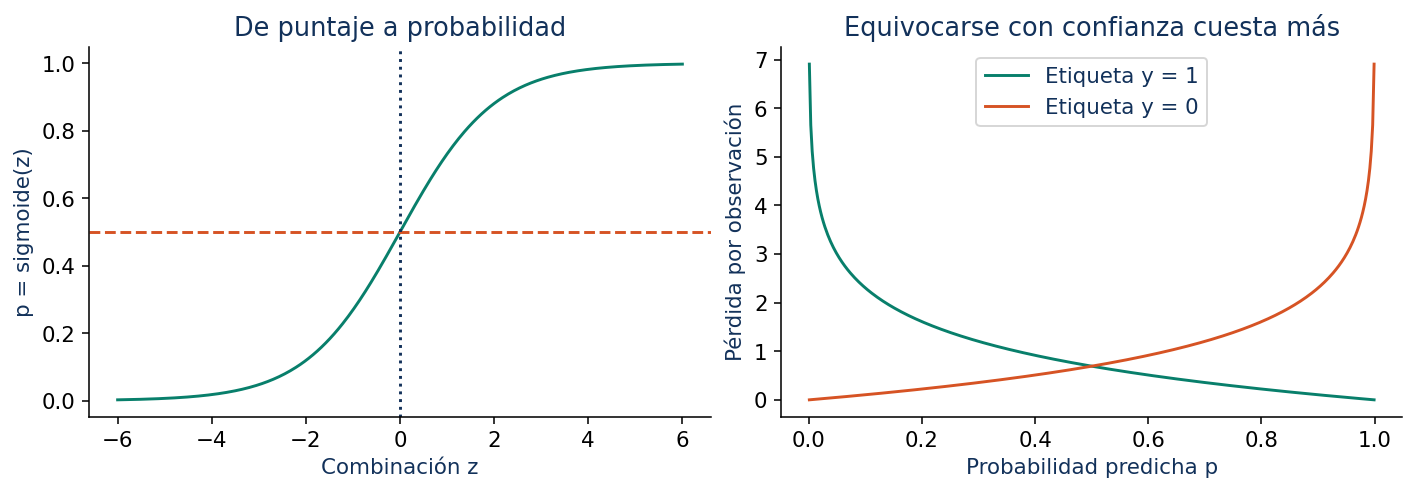 De puntaje a probabilidad
p = sigmoide(z)
1.0
0.8
0.6
0.4
0.2
0.0
−6 −4 −2 0 2 4 6
Combinación z
Equivocarse con confianza cuesta más
Pérdida por observación
7
6
5
4
3
2
1
0
Etiqueta y = 1
Etiqueta y = 0
0.0 0.2 0.4 0.6 0.8 1.0
Probabilidad predicha p